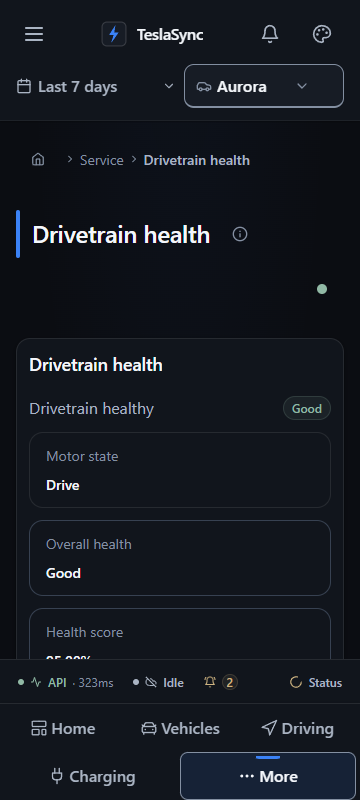 TeslaSync
Last 7 days
Aurora
Service
Drivetrain health
Drivetrain health
Drivetrain health
Drivetrain healthy
Good
Motor state
Drive
Overall health
Good
Health score
API · 323ms
Idle
2
Status
Home
Vehicles
Driving
Charging
More